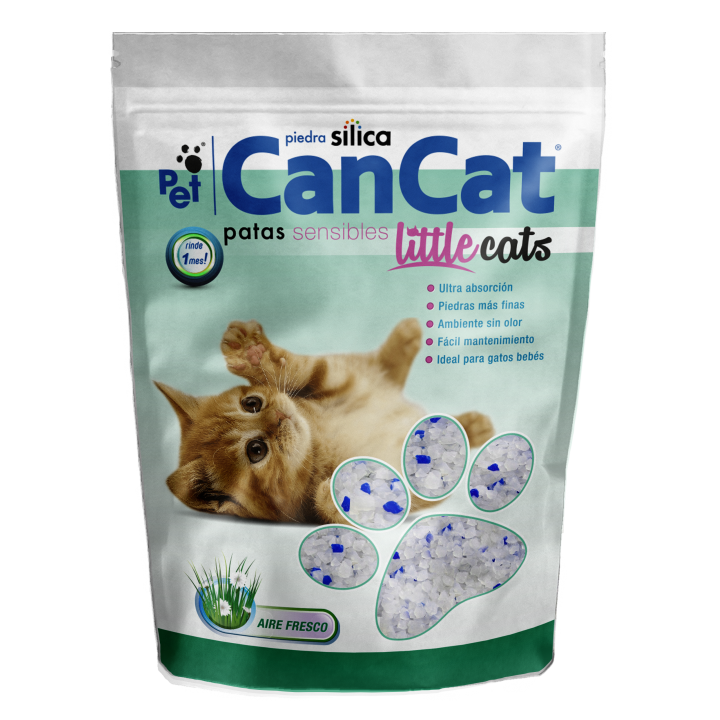 piedra silica
Pet
CanCat®
patas sensibles
little cats
rinde
1 mes!
Ultra absorción
Piedras más finas
Ambiente sin olor
Fácil mantenimiento
Ideal para gatos bebés
AIRE FRESCO